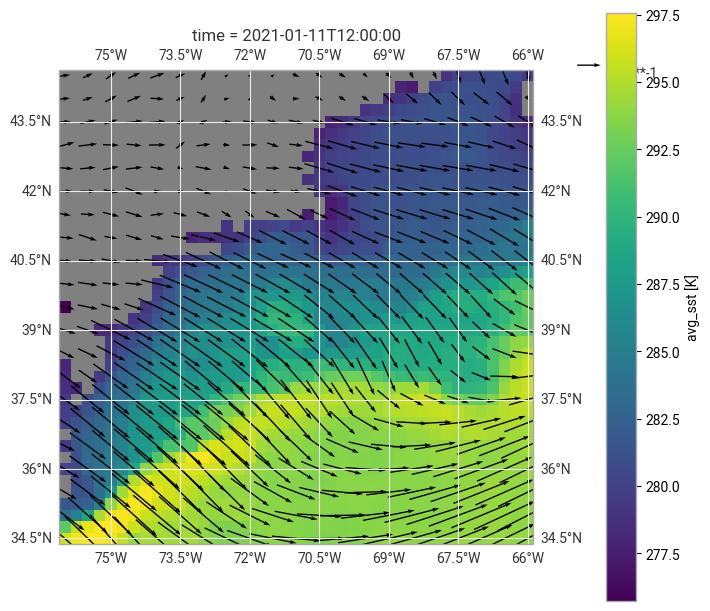 time = 2021-01-11T12:00:00
75°W 73.5°W 72°W 70.5°W 69°W 67.5°W 66°W
297.5
295.0
43.5°N 43.5°N
292.5
42°N 42°N
290.0
40.5°N 40.5°N
287.5
39°N 39°N
285.0
37.5°N 37.5°N
282.5
36°N 36°N
280.0
34.5°N 34.5°N
277.5
75°W 73.5°W 72°W 70.5°W 69°W 67.5°W 66°W
avg_sst [K]